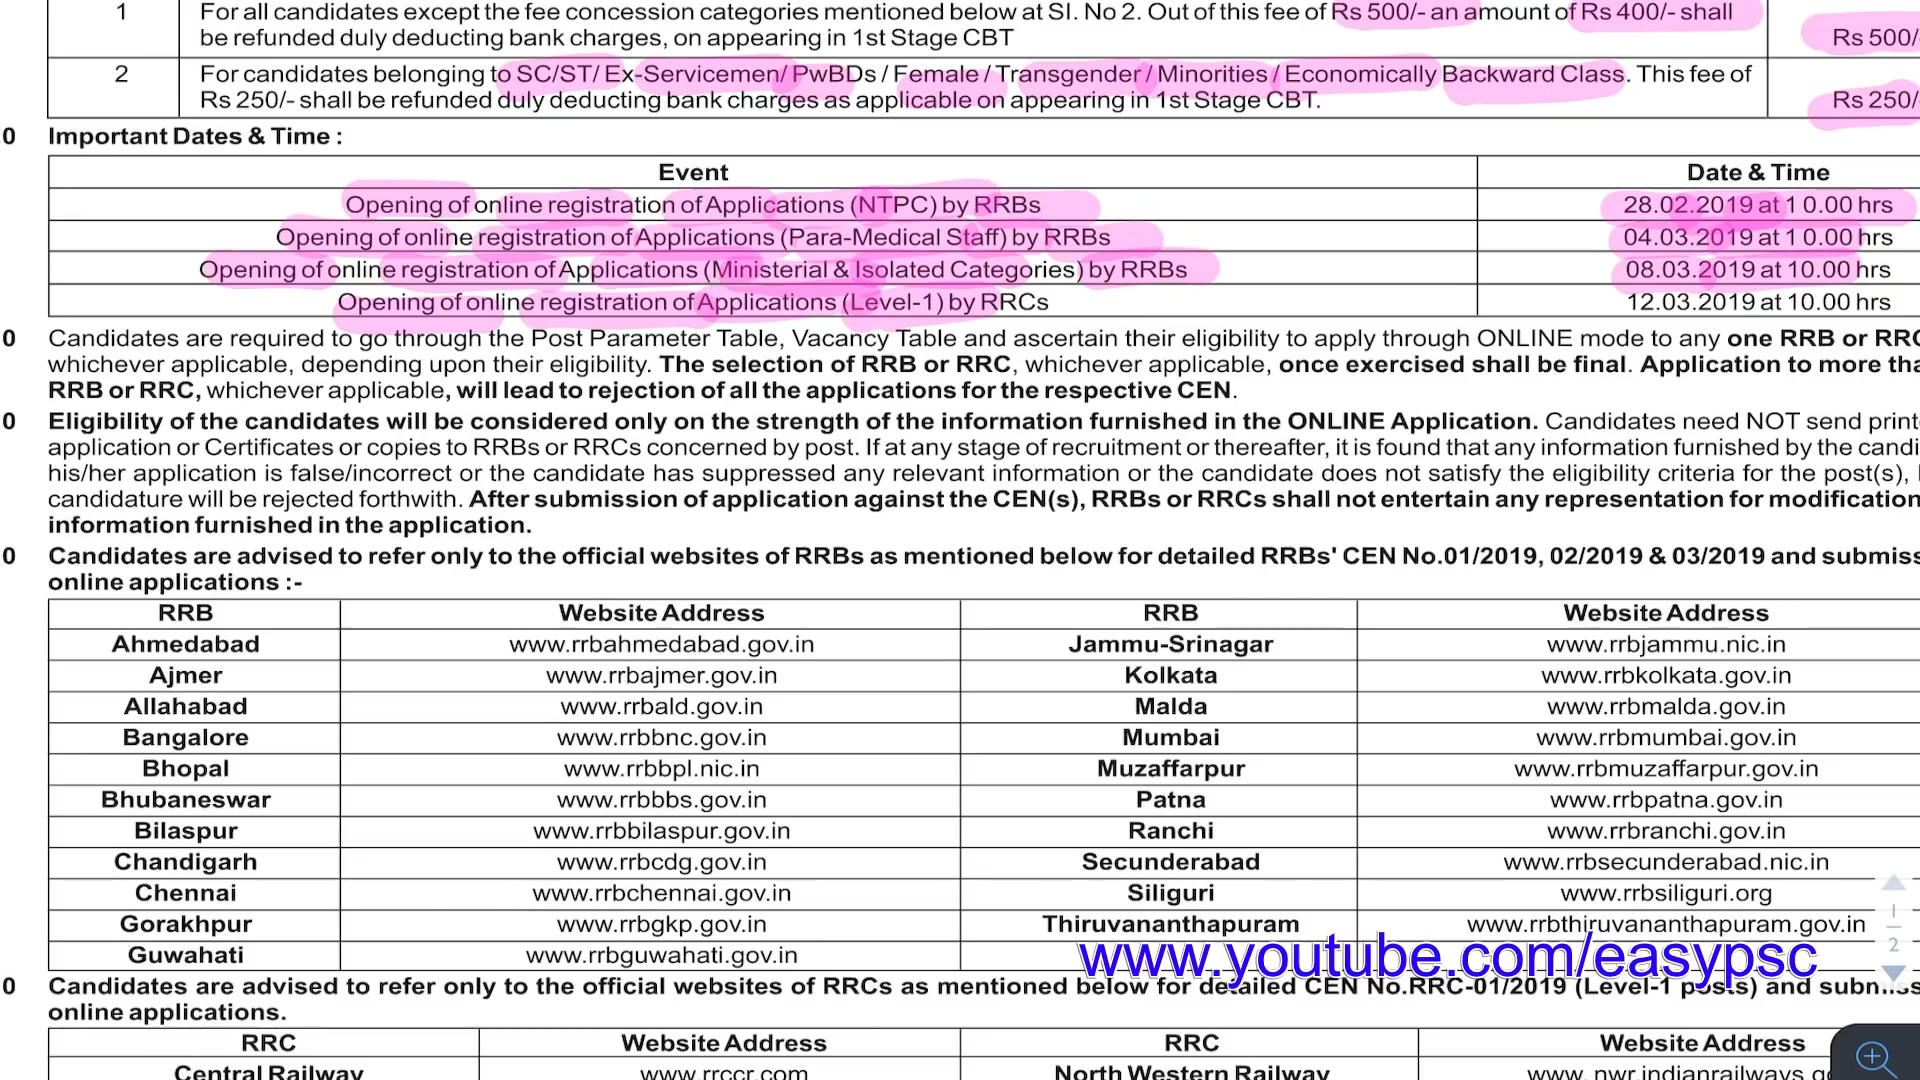 1 For all candidates except the fee concession categories mentioned below at SI. No 2. Out of this fee of Rs 500/- an amount of Rs 400/- shall
be refunded duly deducting bank charges, on appearing in 1st Stage CBT Rs 500/-
2 For candidates belonging to SC/ST/ Ex-Servicemen/ PwBDs / Female / Transgender / Minorities / Economically Backward Class. This fee of
Rs 250/- shall be refunded duly deducting bank charges as applicable on appearing in 1st Stage CBT. Rs 250/-
0 Important Dates & Time :
Event Date & Time
Opening of online registration of Applications (NTPC) by RRBs 28.02.2019 at 10.00 hrs
Opening of online registration of Applications (Para-Medical Staff) by RRBs 04.03.2019 at 10.00 hrs
Opening of online registration of Applications (Ministerial & Isolated Categories) by RRBs 08.03.2019 at 10.00 hrs
Opening of online registration of Applications (Level-1) by RRCs 12.03.2019 at 10.00 hrs
0 Candidates are required to go through the Post Parameter Table, Vacancy Table and ascertain their eligibility to apply through ONLINE mode to any one RRB or RRC
whichever applicable, depending upon their eligibility. The selection of RRB or RRC, whichever applicable, once exercised shall be final. Application to more tha
RRB or RRC, whichever applicable, will lead to rejection of all the applications for the respective CEN.
0 Eligibility of the candidates will be considered only on the strength of the information furnished in the ONLINE Application. Candidates need NOT send print
application or Certificates or copies to RRBs or RRCs concerned by post. If at any stage of recruitment or thereafter, it is found that any information furnished by the candi
his/her application is false/incorrect or the candidate has suppressed any relevant information or the candidate does not satisfy the eligibility criteria for the post(s),
candidature will be rejected forthwith. After submission of application against the CEN(s), RRBs or RRCs shall not entertain any representation for modification
information furnished in the application.
0 Candidates are advised to refer only to the official websites of RRBs as mentioned below for detailed RRBs' CEN No.01/2019, 02/2019 & 03/2019 and submiss
online applications :-
RRB Website Address RRB Website Address
Ahmedabad www.rrbahmedabad.gov.in Jammu-Srinagar www.rrbjammu.nic.in
Ajmer www.rrbajmer.gov.in Kolkata www.rrbkolkata.gov.in
Allahabad www.rrbald.gov.in Malda www.rrbmalda.gov.in
Bangalore www.rrbbnc.gov.in Mumbai www.rrbmumbai.gov.in
Bhopal www.rrbbpl.nic.in Muzaffarpur www.rrbmuzaffarpur.gov.in
Bhubaneswar www.rrbbbs.gov.in Patna www.rrbpatna.gov.in
Bilaspur www.rrbbilaspur.gov.in Ranchi www.rrbranchi.gov.in
Chandigarh www.rrbcdg.gov.in Secunderabad www.rrbsecunderabad.nic.in
Chennai www.rrbchennai.gov.in Siliguri www.rrbsiliguri.org
Gorakhpur www.rrbgkp.gov.in Thiruvananthapuram www.rrbthiruvananthapuram.gov.in
Guwahati www.rrbguwahati.gov.in
www.youtube.com/easypsc
1
2
0 Candidates are advised to refer only to the official websites of RRCs as mentioned below for detailed CEN No.RRC-01/2019 (Level-1 posts) and submiss
online applications.
RRC Website Address RRC Website Address
Central Railway www.rrccr.com North Western Railway www.nwr.indianrailways.go